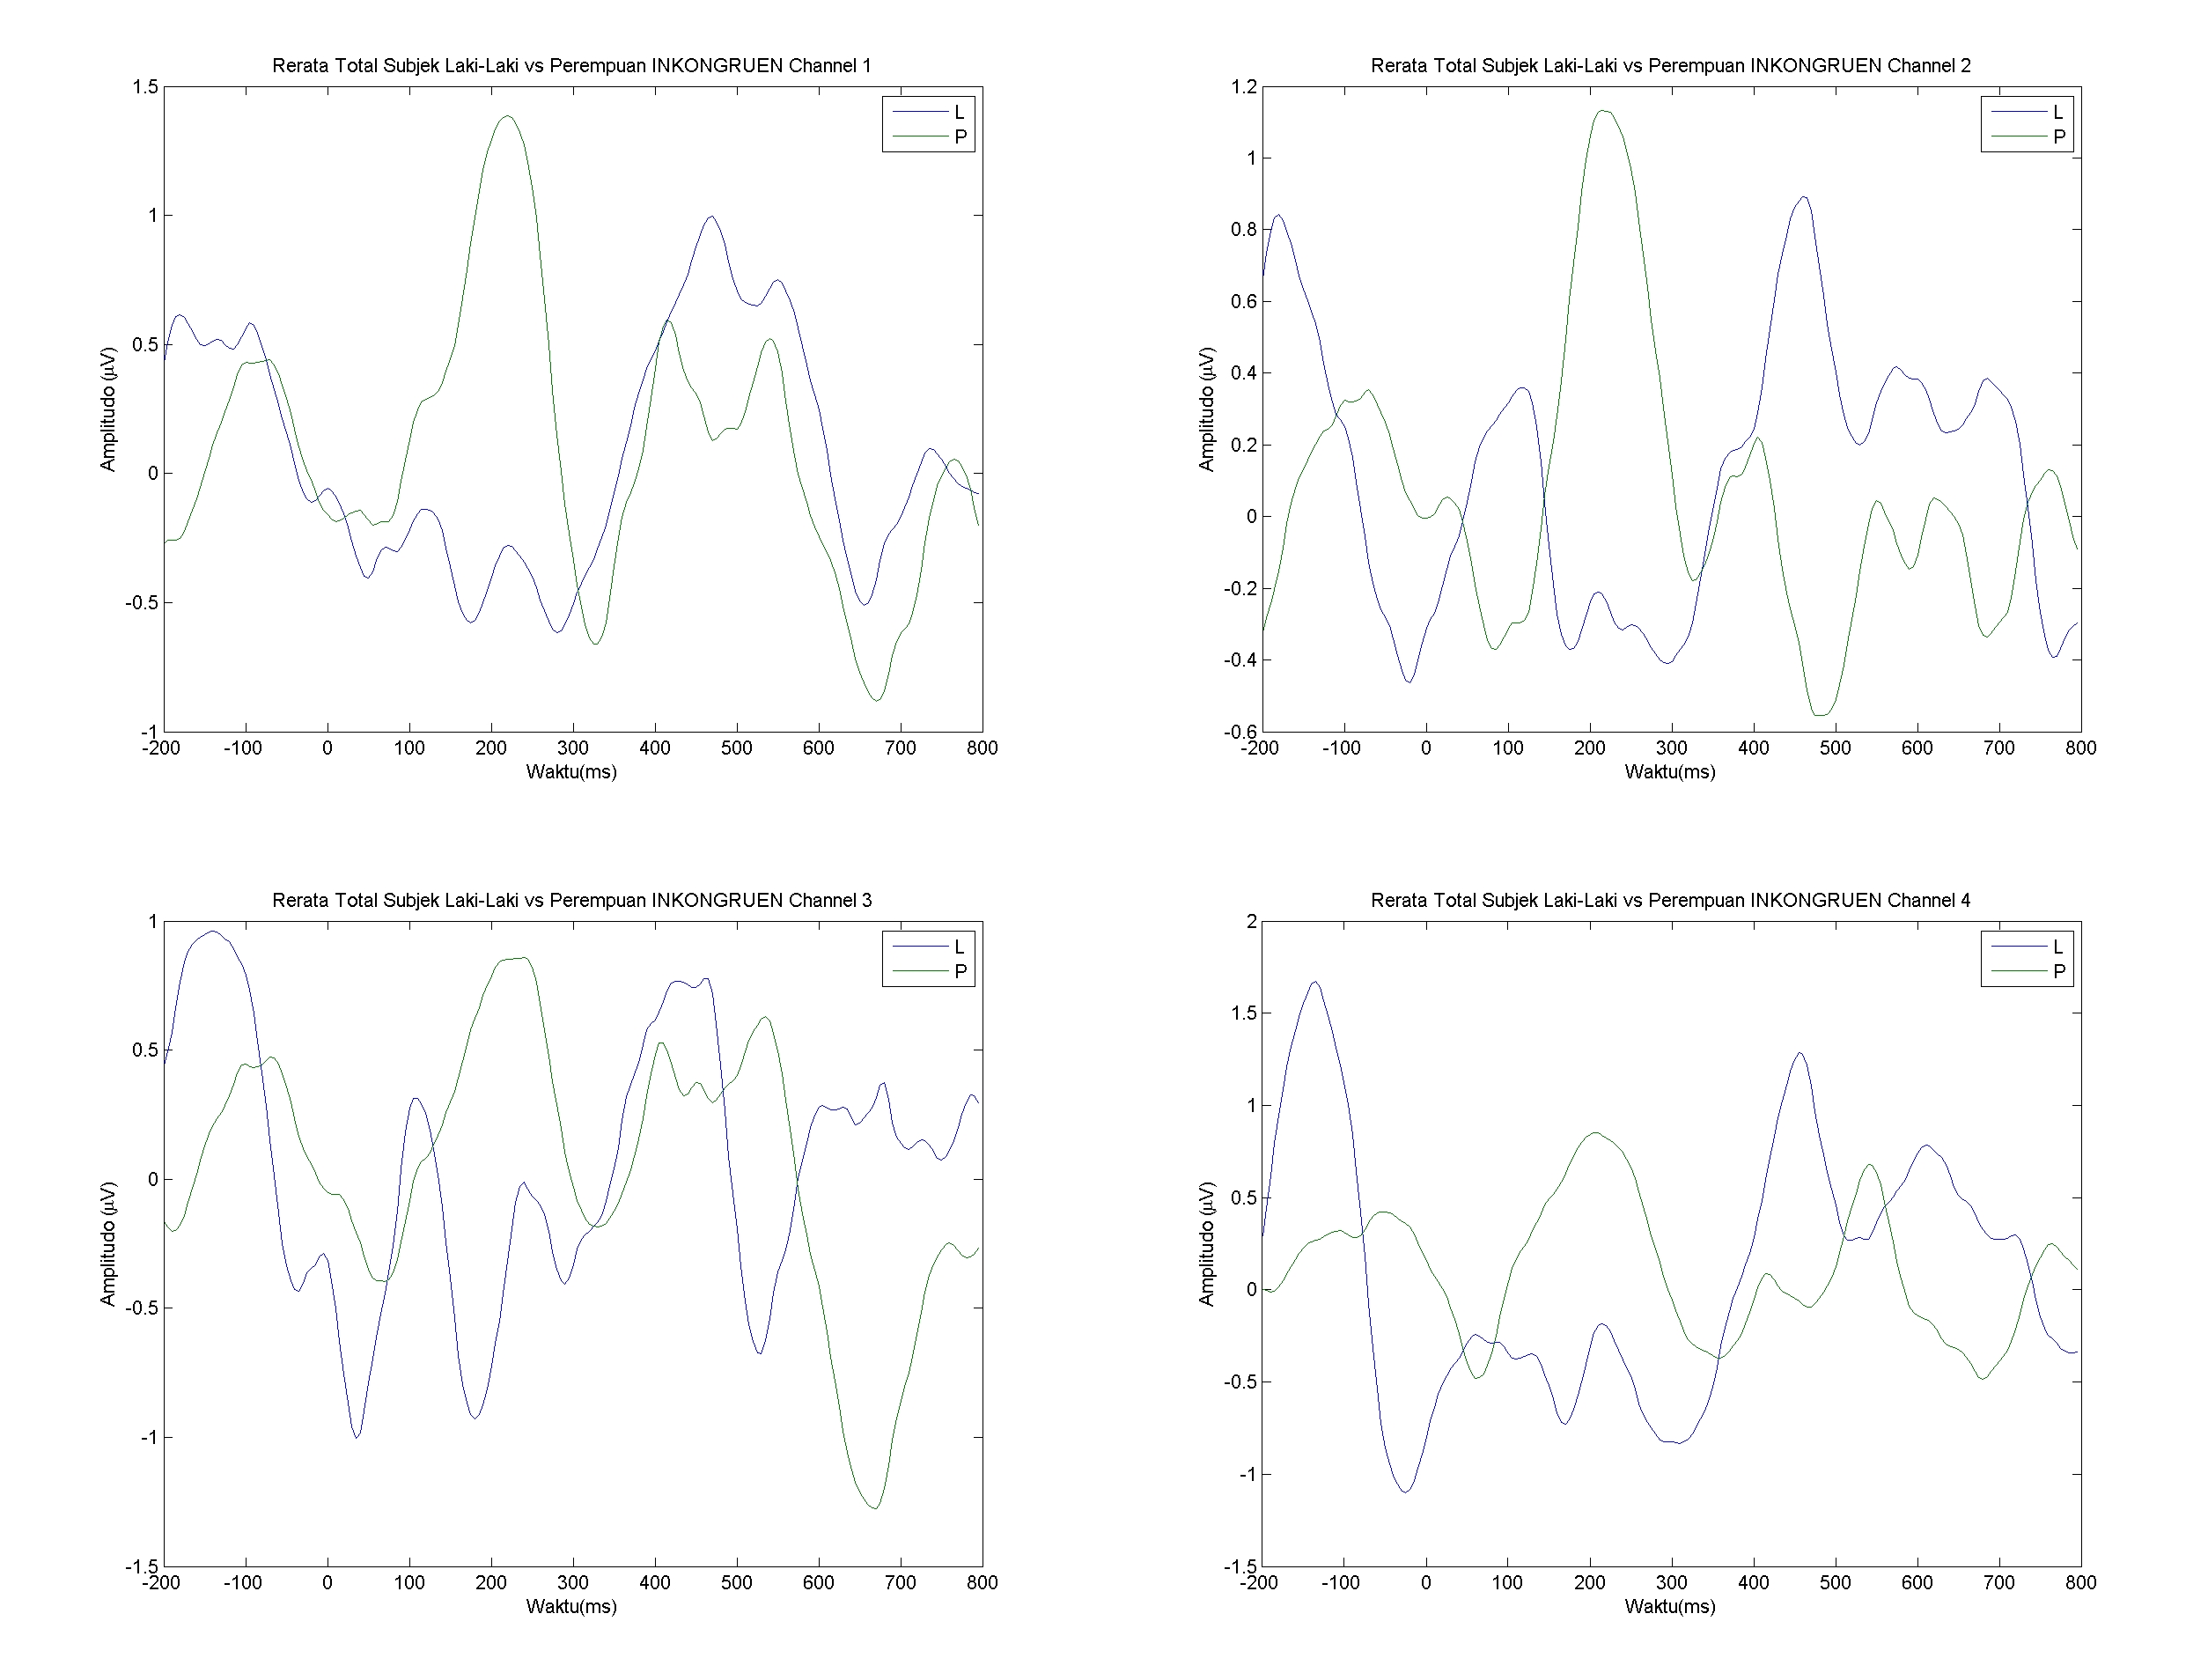 Rerata Total Subjek Laki-Laki vs Perempuan INKONGRUEN Channel 1
1.5
1
0.5
0
-0.5
-1
Amplitudo (µV)
L
P
-200 -100 0 100 200 300 400 500 600 700 800
Waktu(ms)
Rerata Total Subjek Laki-Laki vs Perempuan INKONGRUEN Channel 2
1.2
1
0.8
0.6
0.4
0.2
0
-0.2
-0.4
-0.6
Amplitudo (µV)
L
P
-200 -100 0 100 200 300 400 500 600 700 800
Waktu(ms)
Rerata Total Subjek Laki-Laki vs Perempuan INKONGRUEN Channel 3
1
0.5
0
-0.5
-1
-1.5
Amplitudo (µV)
L
P
-200 -100 0 100 200 300 400 500 600 700 800
Waktu(ms)
Rerata Total Subjek Laki-Laki vs Perempuan INKONGRUEN Channel 4
2
1.5
1
0.5
0
-0.5
-1
-1.5
Amplitudo (µV)
L
P
-200 -100 0 100 200 300 400 500 600 700 800
Waktu(ms)